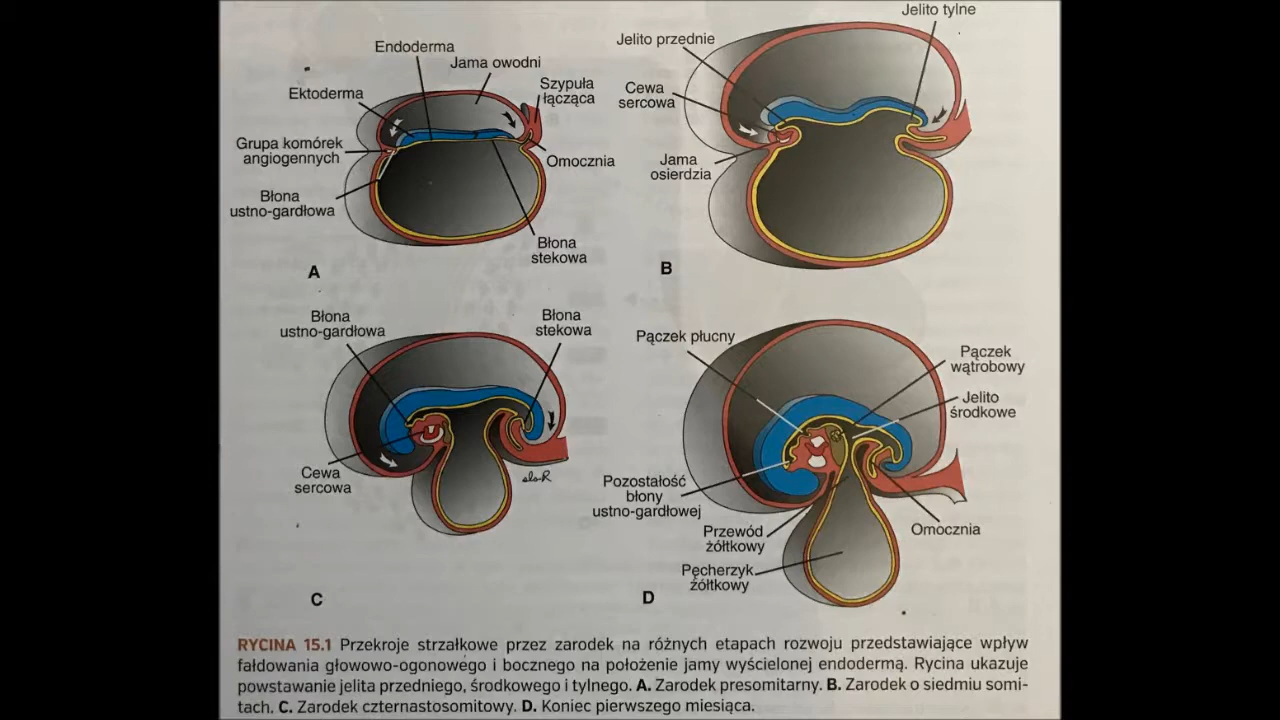 Endoderma
Jama owodni
Ektoderma
Szypuła
łącząca
Grupa komórek
angiogennych
Omocznia
Błona
ustno-gardłowa
Błona
stekowa
A
Jelito tylne
Jelito przednie
Cewa
sercowa
Jama
osierdzia
B
Błona
ustno-gardłowa
Błona
stekowa
Cewa
sercowa
C
Pączek płucny
Pączek
wątrobowy
Jelito
środkowe
Pozostałość
błony
ustno-gardłowej
Przewód
żółtkowy
Omocznia
Pęcherzyk
żółtkowy
D
RYCINA 15.1 Przekroje strzałkowe przez zarodek na różnych etapach rozwoju przedstawiające wpływ
fałdowania głowowo-ogonowego i bocznego na położenie jamy wyścielonej endodermą. Rycina ukazuje
powstawanie jelita przedniego, środkowego i tylnego. A. Zarodek presomitarny. B. Zarodek o siedmiu somi-
tach. C. Zarodek czternastosomitowy. D. Koniec pierwszego miesiąca.